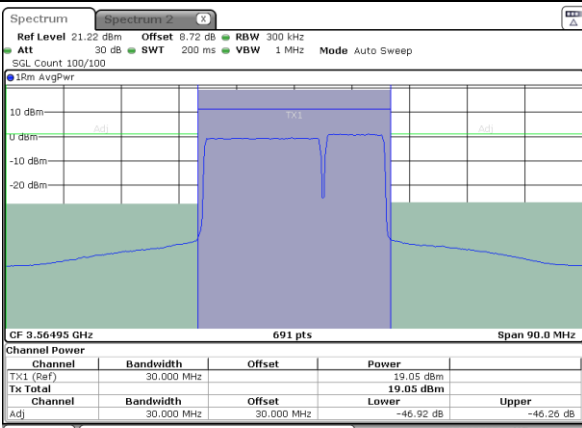 Spectrum Spectrum 2 X
Ref Level 21.22 dBm Offset 8.72 dB RBW 300 kHz
Att 30 dB SWT 200 ms VBW 1 MHz Mode Auto Sweep
SGL Count 100/100
1Rm AvgPwr
10 dBm
TX1
Adj Adj
0 dBm
-10 dBm
-20 dBm
CF 3.56495 GHz 691 pts Span 90.0 MHz
Channel Power
Channel Bandwidth Offset Power
TX1 (Ref) 30.000 MHz 19.05 dBm
Tx Total 19.05 dBm
Channel Bandwidth Offset Lower Upper
Adj 30.000 MHz 30.000 MHz -46.92 dB -46.26 dB